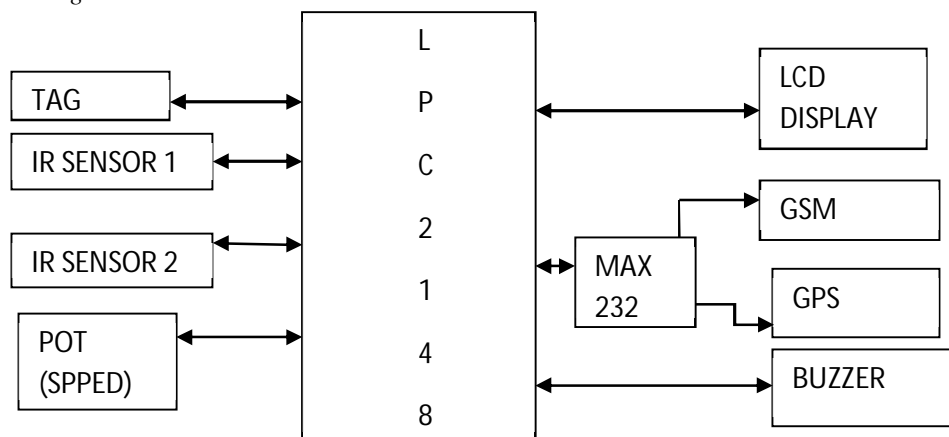 TAG
IR SENSOR 1
IR SENSOR 2
POT
(SPPED)
L
P
C
2
1
4
8
LCD
DISPLAY
GSM
MAX
232
GPS
BUZZER